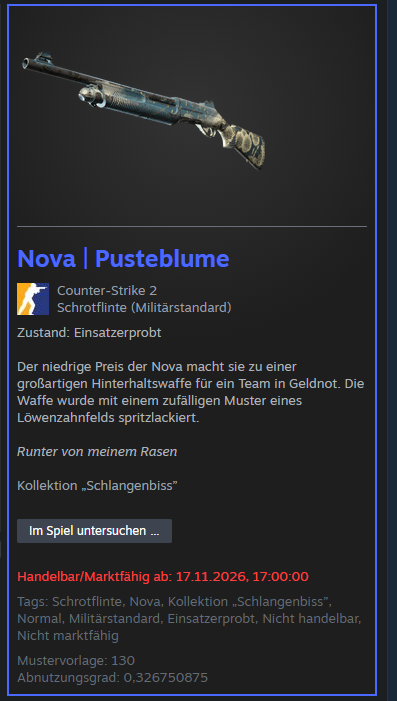 Nova | Pusteblume
Counter-Strike 2
Schrotflinte (Militärstandard)
Zustand: Einsatzerprobt
Der niedrige Preis der Nova macht sie zu einer
großartigen Hinterhaltswaffe für ein Team in Geldnot. Die
Waffe wurde mit einem zufälligen Muster eines
Löwenzahnfelds spritzlackiert.
Runter von meinem Rasen
Kollektion „Schlangenbiss”
Im Spiel untersuchen ...
Handelbar/Marktfähig ab: 17.11.2026, 17:00:00
Tags: Schrotflinte, Nova, Kollektion „Schlangenbiss”,
Normal, Militärstandard, Einsatzerprobt, Nicht handelbar,
Nicht marktfähig
Mustervorlage: 130
Abnutzungsgrad: 0,326750875